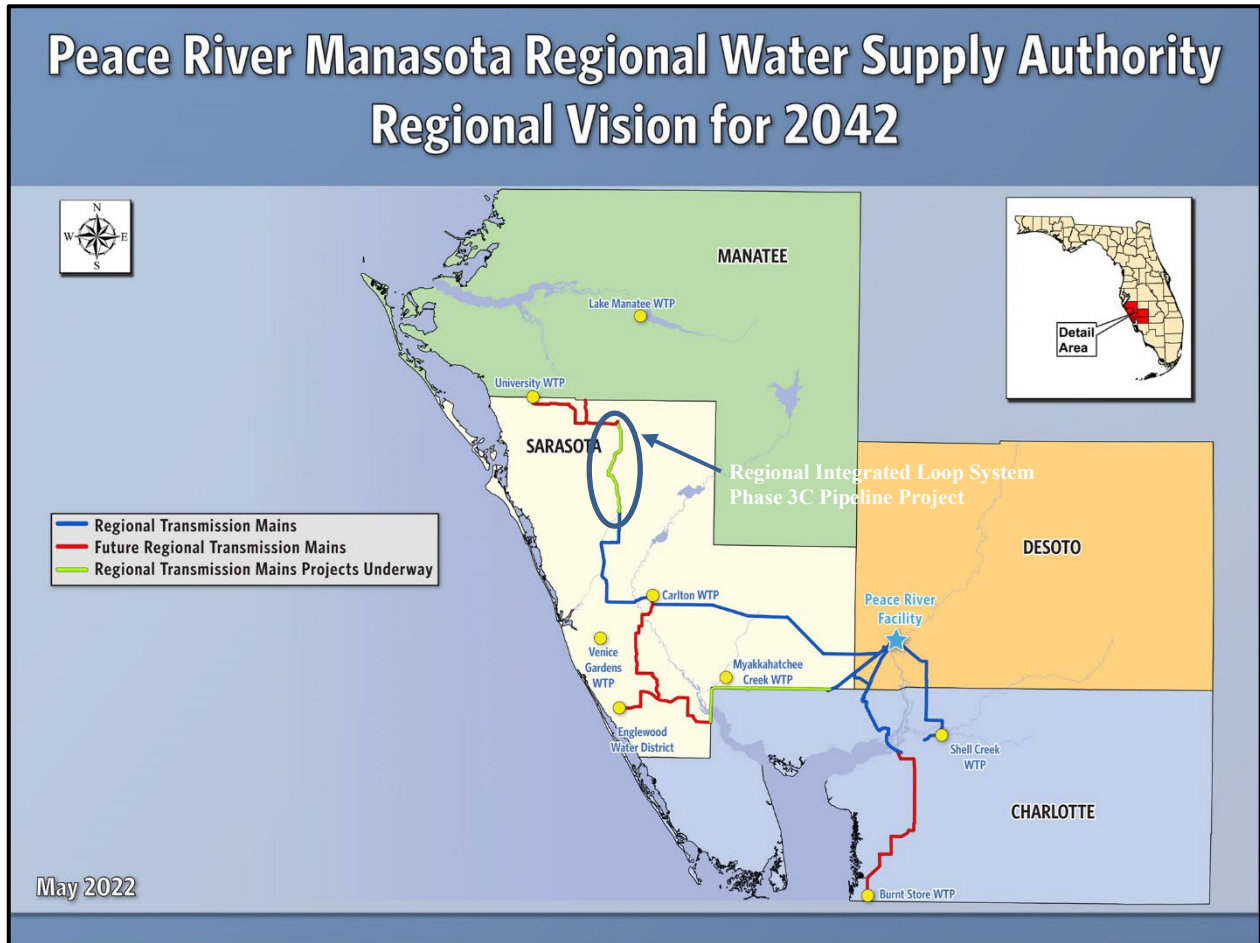 Peace River Manasota Regional Water Supply Authority
Regional Vision for 2042
N
W
E
S
MANATEE
Lake Manatee WTP
Detail
Area
University WTP
SARASOTA
Regional Integrated Loop System
Phase 3C Pipeline Project
Regional Transmission Mains
Future Regional Transmission Mains
Regional Transmission Mains Projects Underway
DESOTO
Carlton WTP
Peace River
Facility
Venice
Gardens
WTP
Myakkahatchee
Creek WTP
Englewood
Water District
Shell Creek
WTP
CHARLOTTE
May 2022
Burnt Store WTP